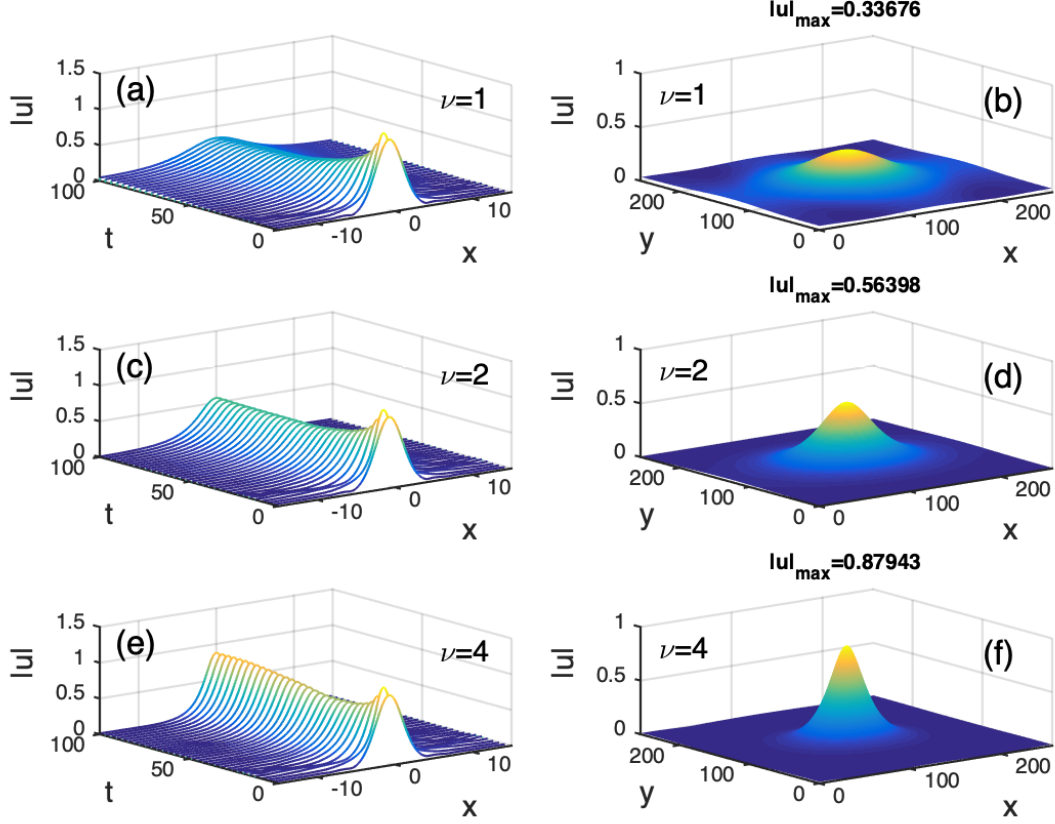 |u|max=0.33676
1.5
(a)
ν=1
1
|u|
0.5
0
100
50
t
0
-10
0
10
x
1
ν=1
(b)
|u|
0.5
0
200
100
y
0
0
100
200
x
|u|max=0.56398
1.5
(c)
ν=2
1
|u|
0.5
0
100
50
t
0
-10
0
10
x
1
ν=2
(d)
|u|
0.5
0
200
100
y
0
0
100
200
x
|u|max=0.87943
1.5
(e)
ν=4
1
|u|
0.5
0
100
50
t
0
-10
0
10
x
1
ν=4
(f)
|u|
0.5
0
200
100
y
0
0
100
200
x